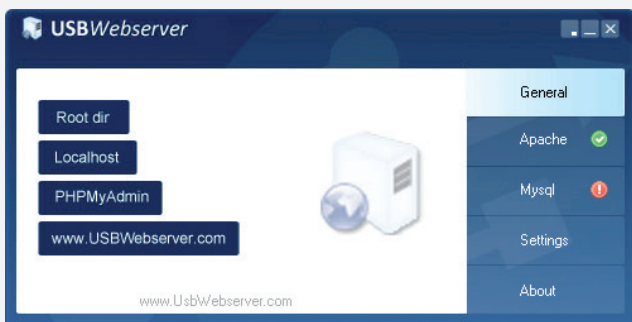 USBWebserver
General
Root dir
Apache
Localhost
PHPMyAdmin
Mysql
www.USBWebserver.com
Settings
About
www.UsbWebserver.com